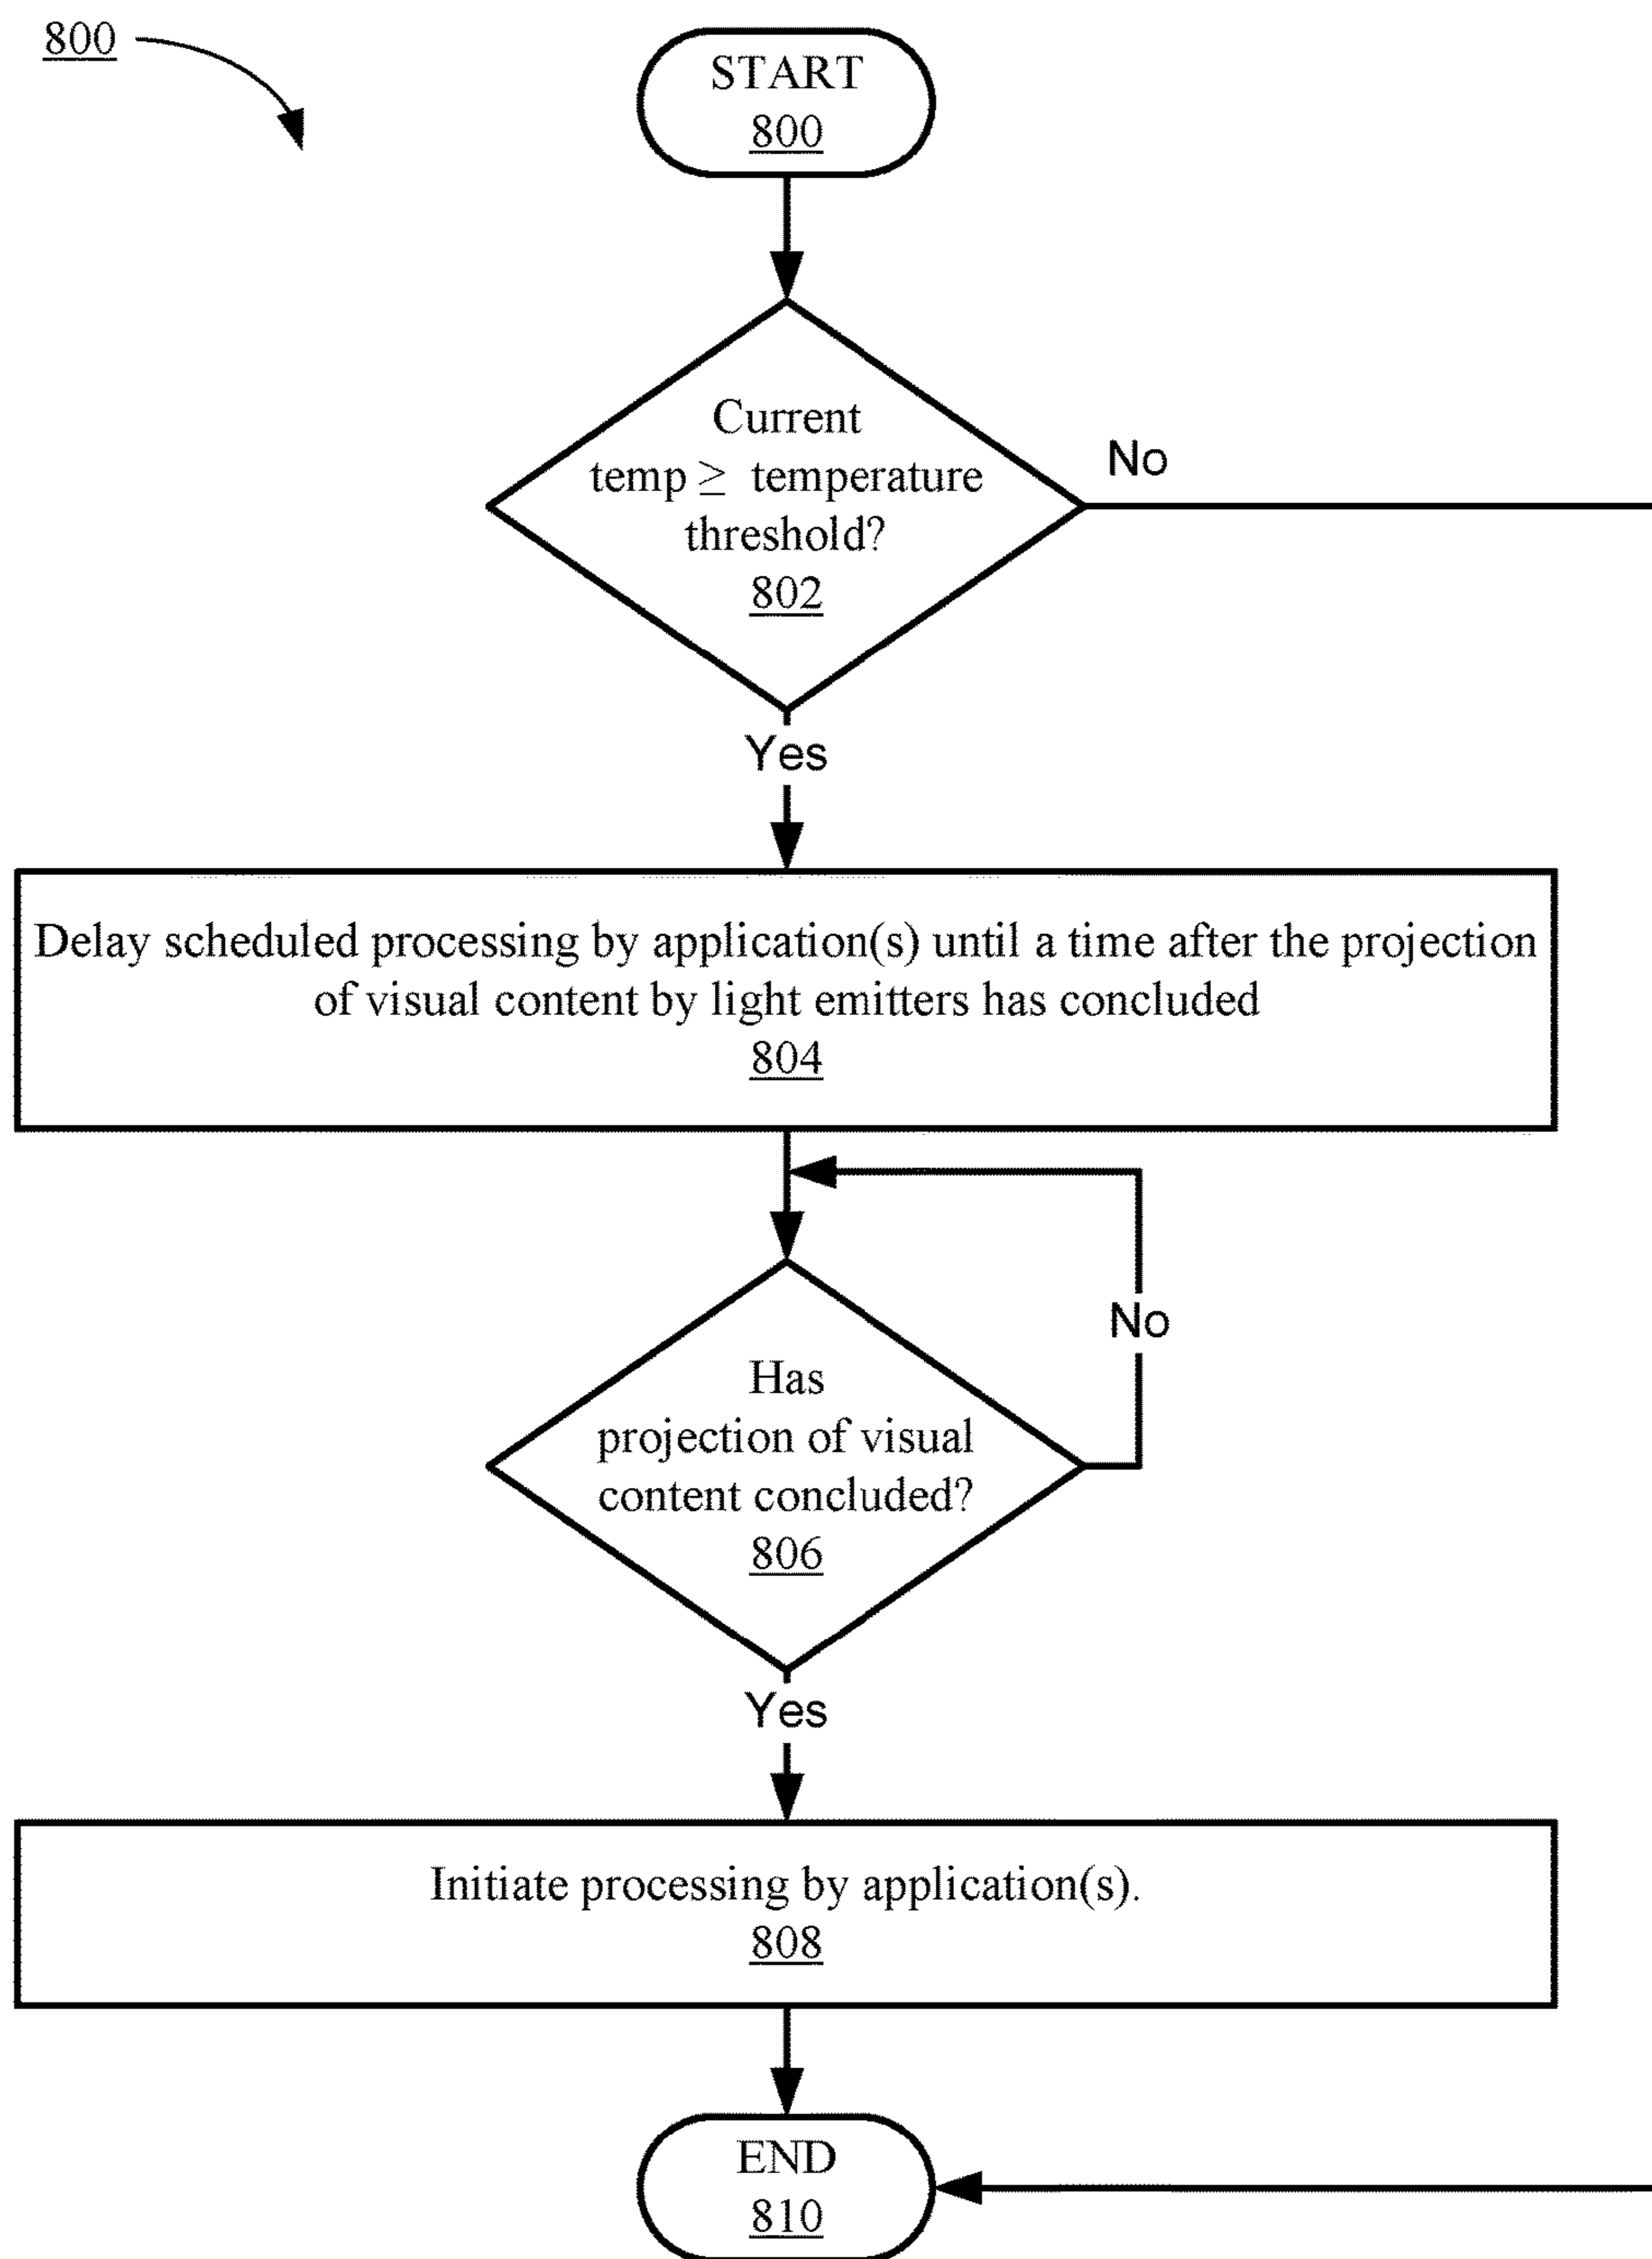 800
START
800
Current
temp ≥ temperature
threshold?
802
No
Yes
Delay scheduled processing by application(s) until a time after the projection
of visual content by light emitters has concluded
804
No
Has
projection of visual
content concluded?
806
Yes
Initiate processing by application(s).
808
END
810